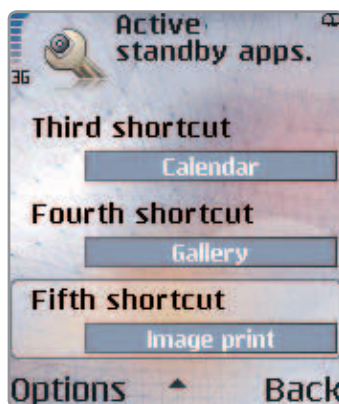 Active
standby apps.
3G
Third shortcut
Calendar
Fourth shortcut
Gallery
Fifth shortcut
Image print
Options
Back